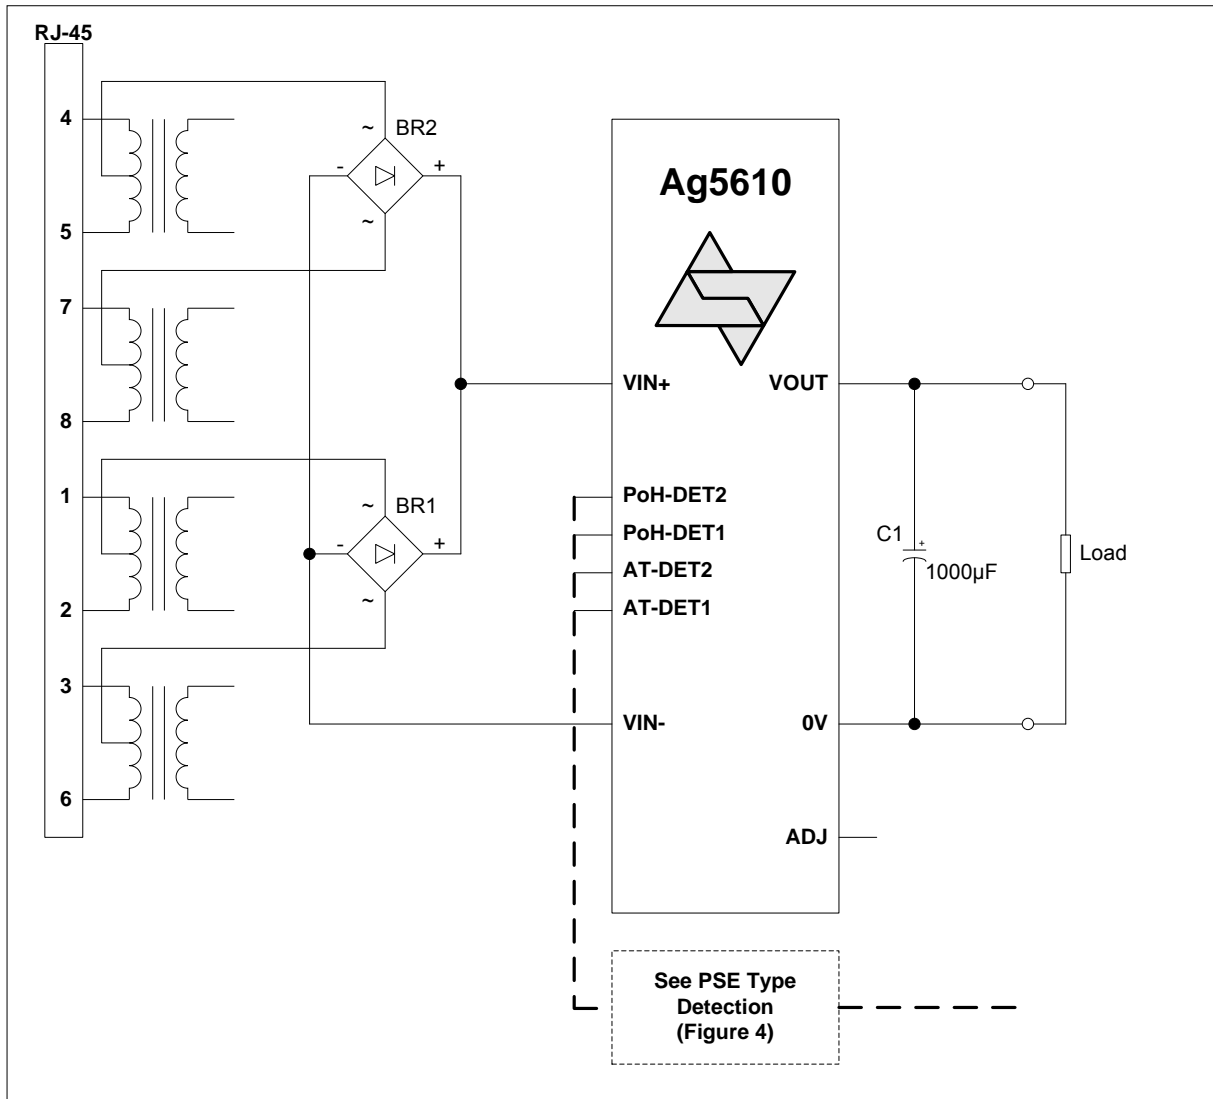 RJ-45
4
5
7
8
1
2
3
6
~
BR2
-
+
~
~
BR1
-
+
~
Ag5610
VIN+
VOUT
PoH-DET2
PoH-DET1
AT-DET2
AT-DET1
VIN-
0V
ADJ
C1
+
1000µF
Load
See PSE Type
Detection
(Figure 4)